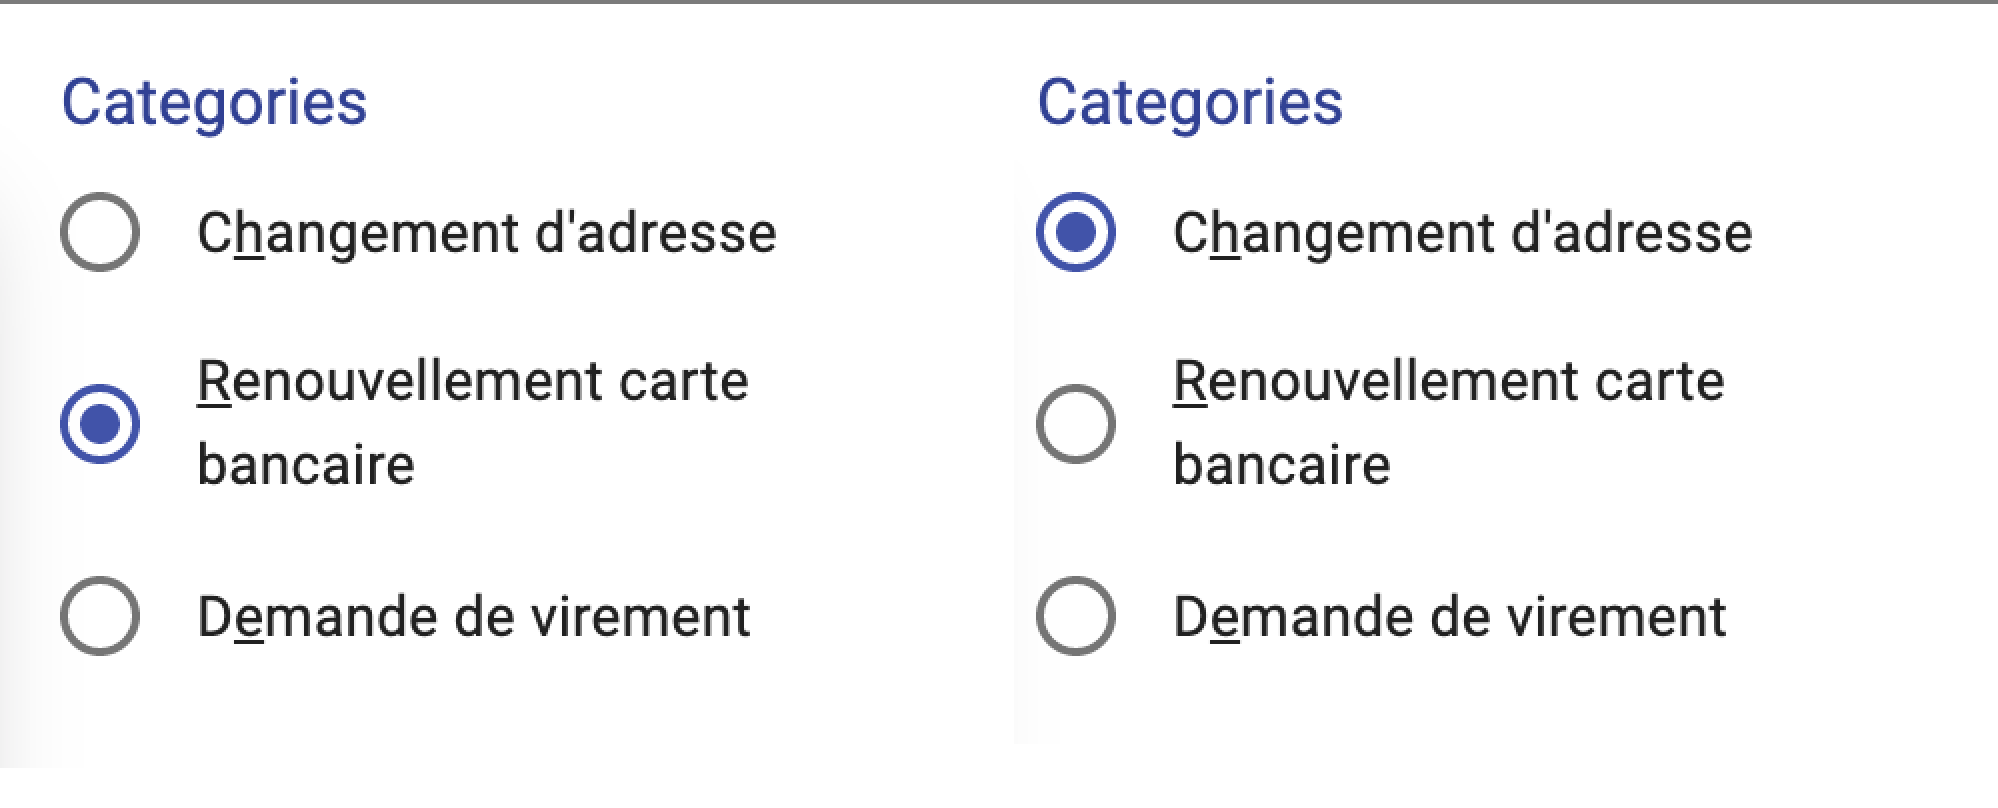 Categories
Changement d'adresse
Renouvellement carte
bancaire
Demande de virement
Categories
Changement d'adresse
Renouvellement carte
bancaire
Demande de virement